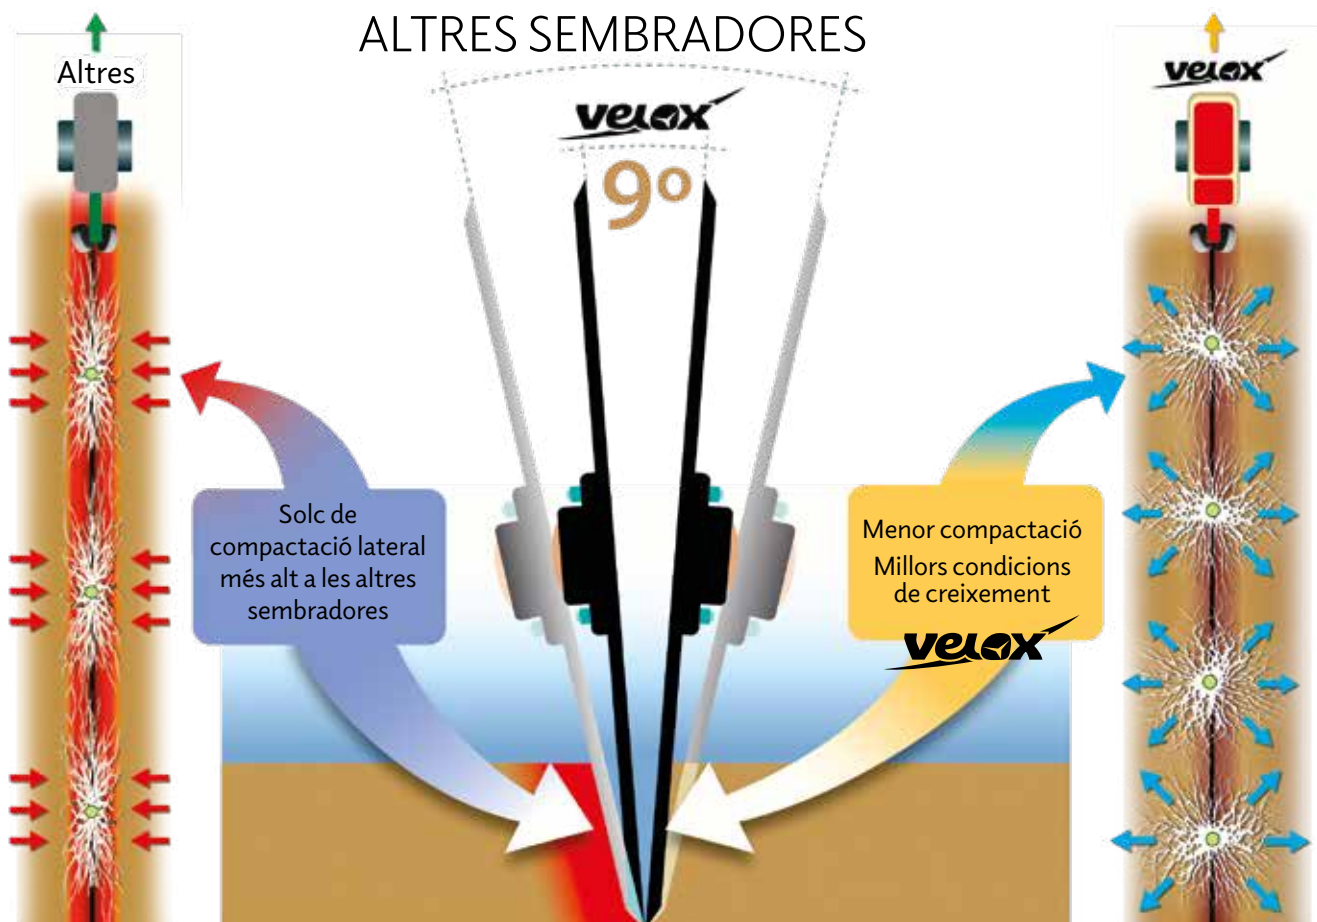 ALTRES SEMBRADORES
Altres
VELOX
9º
VELOX
Solc de
compactació lateral
més alt a les altres
sembradores
Menor compactació
Millors condicions
de creixement
VELOX